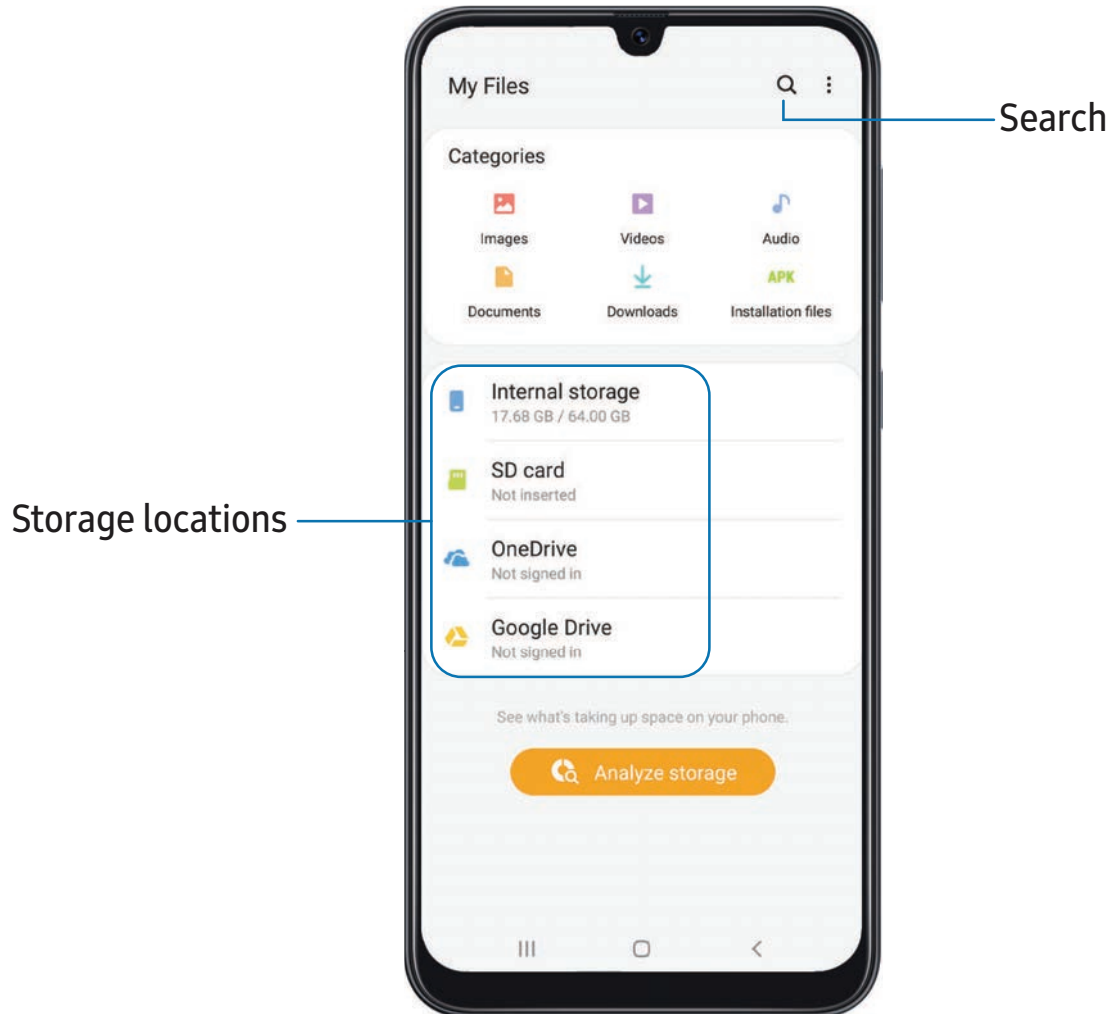 My Files
Search
Categories
Images Videos Audio
APK
Documents Downloads Installation files
Internal storage
17.68 GB / 64.00 GB
SD card
Not inserted
Storage locations
OneDrive
Not signed in
Google Drive
Not signed in
See what's taking up space on your phone.
Analyze storage